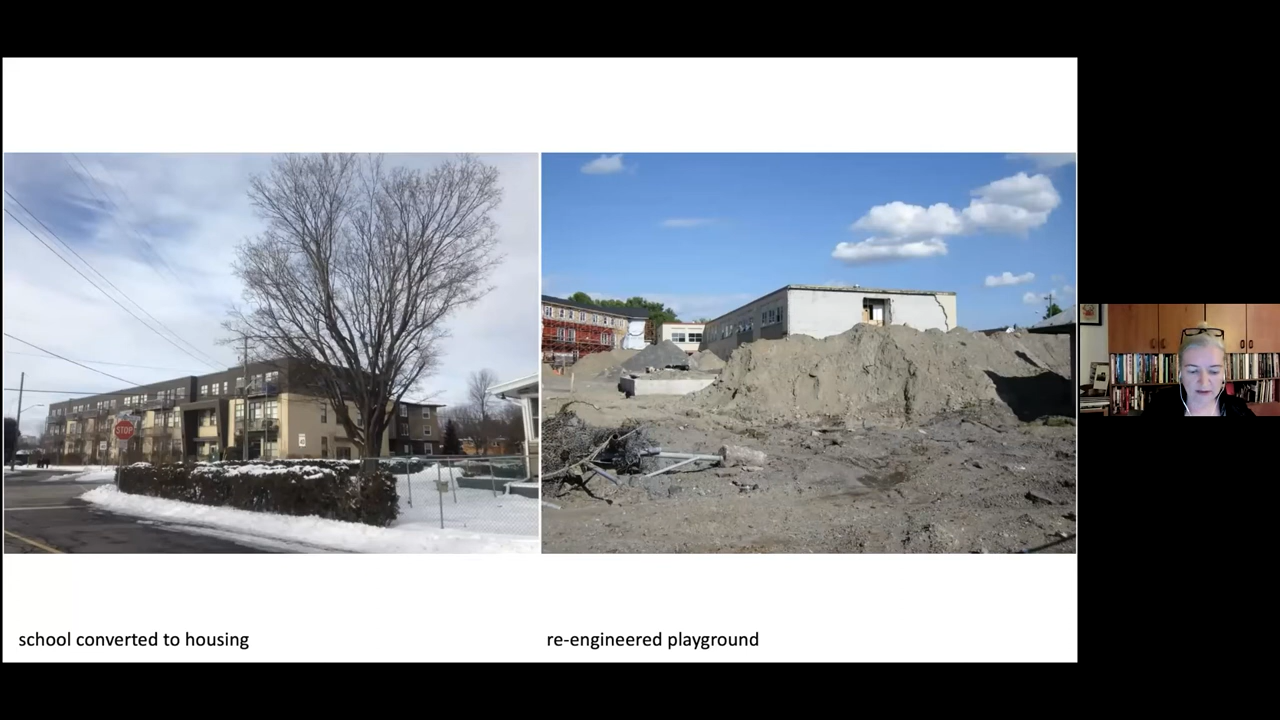 STOP
school converted to housing
re-engineered playground